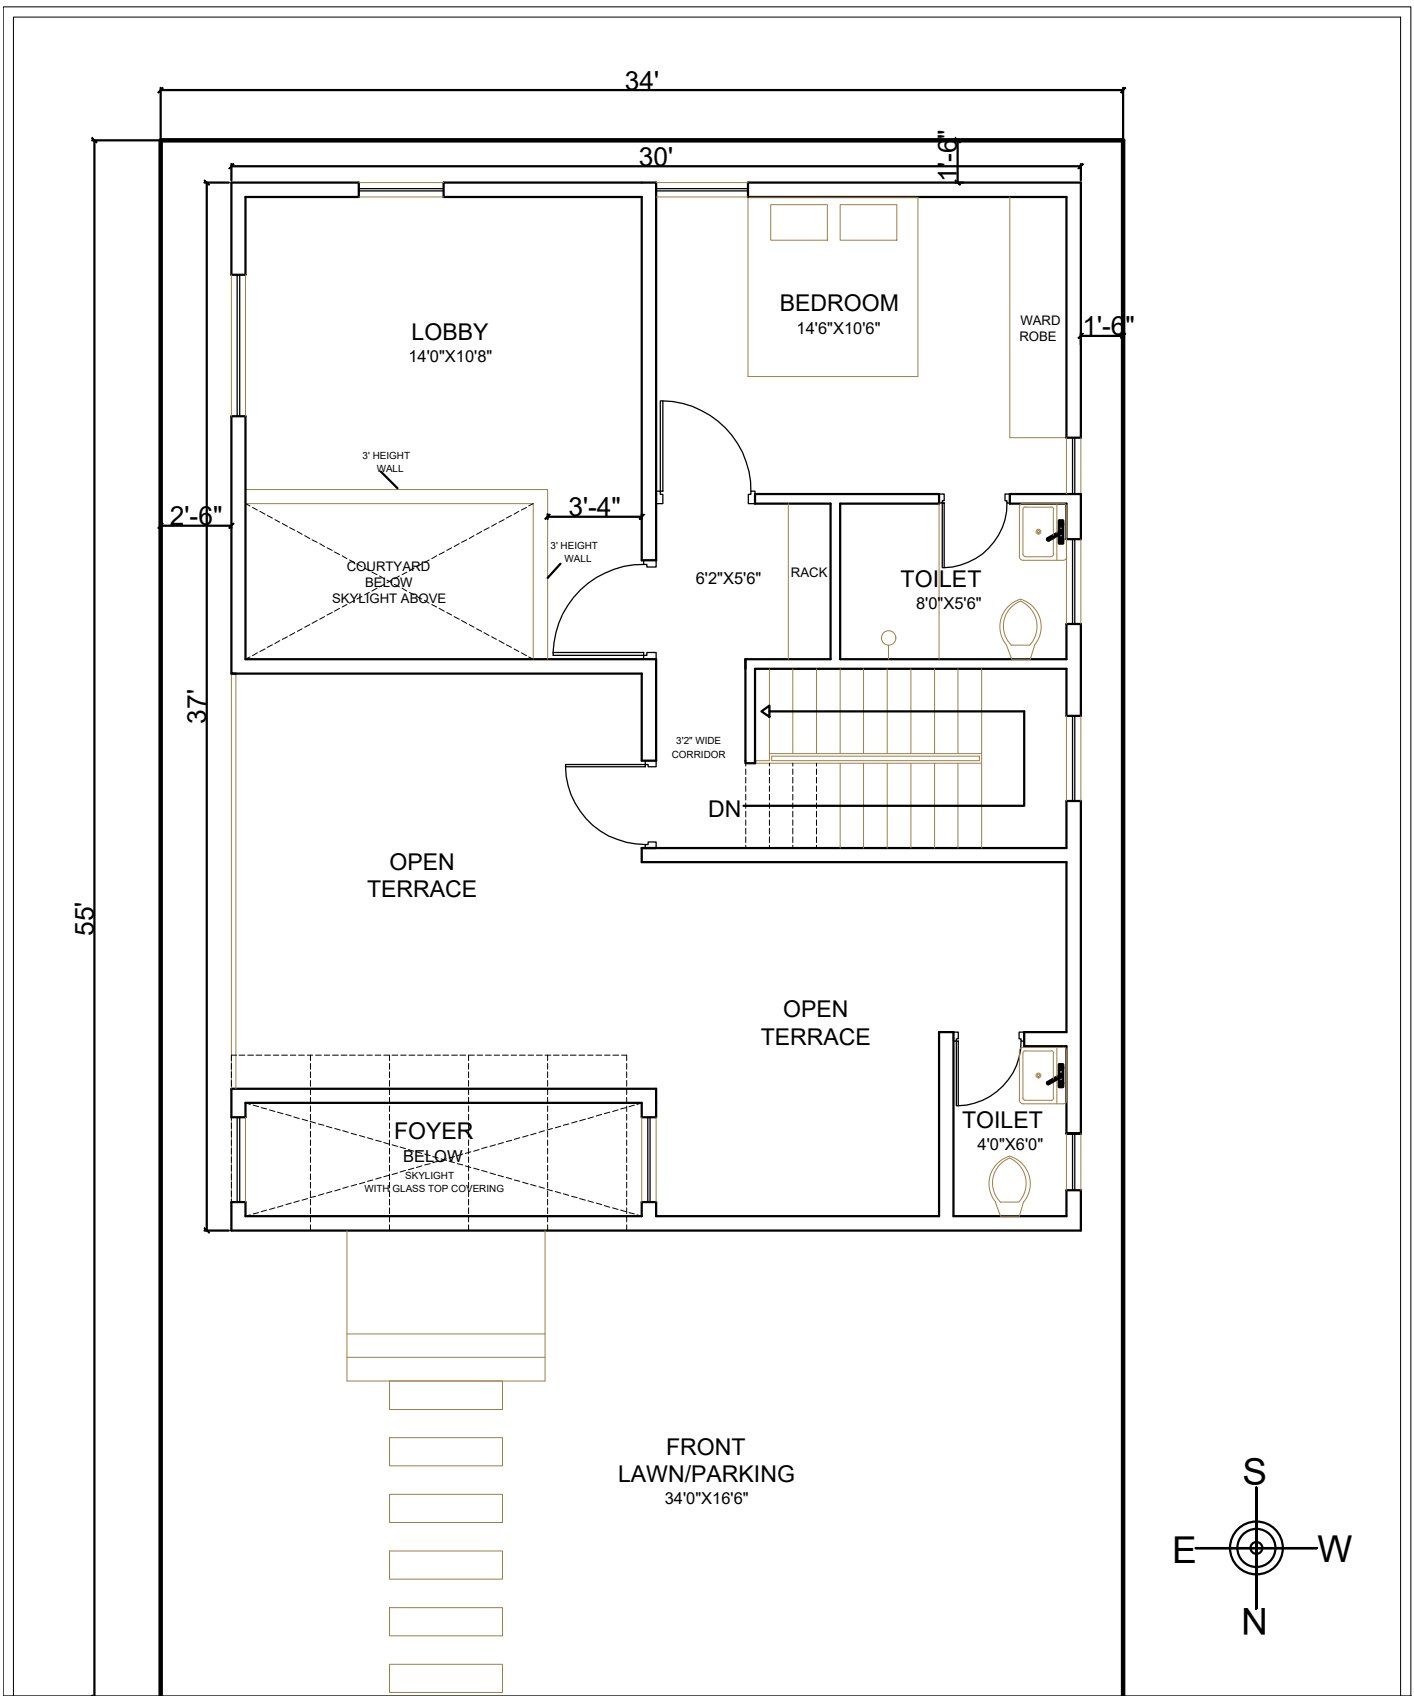 34'
30'
1'-6"
BEDROOM
14'6"X10'6"
WARD
ROBE
1'-6"
LOBBY
14'0"X10'8"
3' HEIGHT
WALL
2'-6"
3'-4"
3' HEIGHT
WALL
COURTYARD
BELOW
SKYLIGHT ABOVE
6'2"X5'6"
RACK
TOILET
8'0"X5'6"
37'
3'2" WIDE
CORRIDOR
DN
OPEN
TERRACE
55'
OPEN
TERRACE
FOYER
BELOW
SKYLIGHT
WITH GLASS TOP COVERING
TOILET
4'0"X6'0"
FRONT
LAWN/PARKING
34'0"X16'6"
S
E
W
N